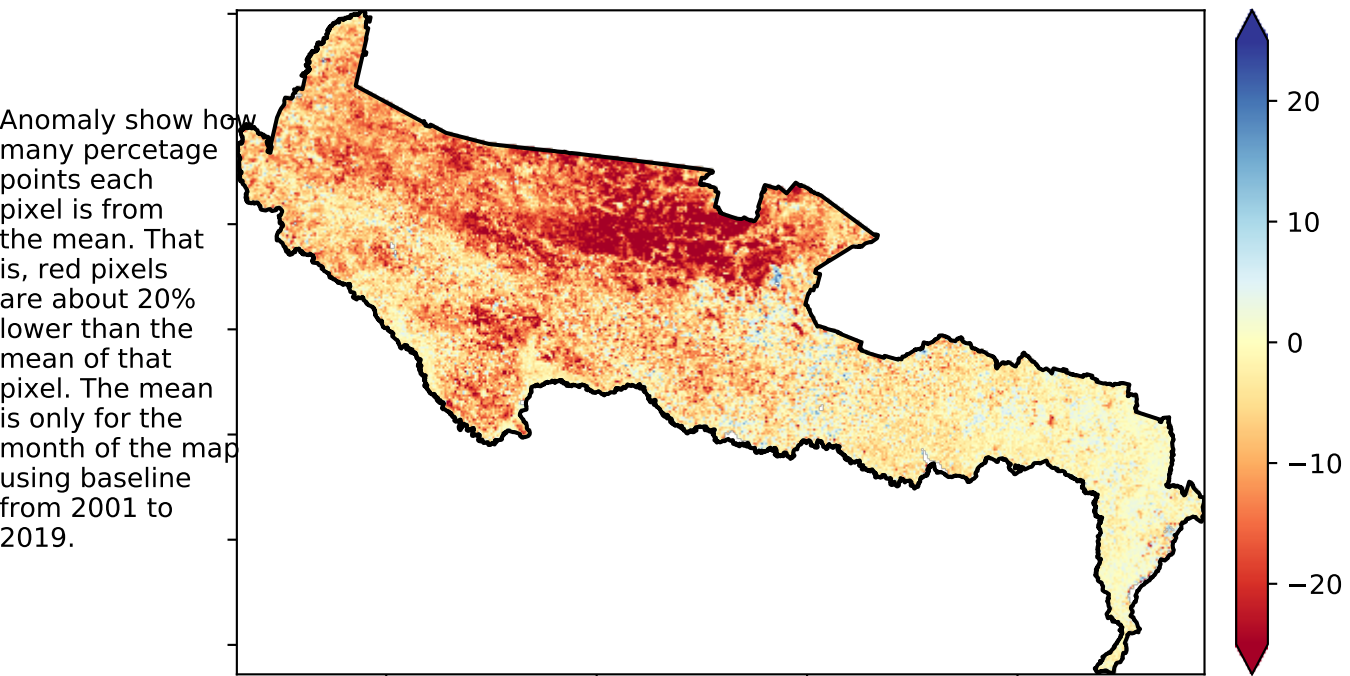 Anomaly show how
many percetage
points each
pixel is from
the mean. That
is, red pixels
are about 20%
lower than the
mean of that
pixel. The mean
is only for the
month of the map
using baseline
from 2001 to
2019.
20
10
0
−10
−20